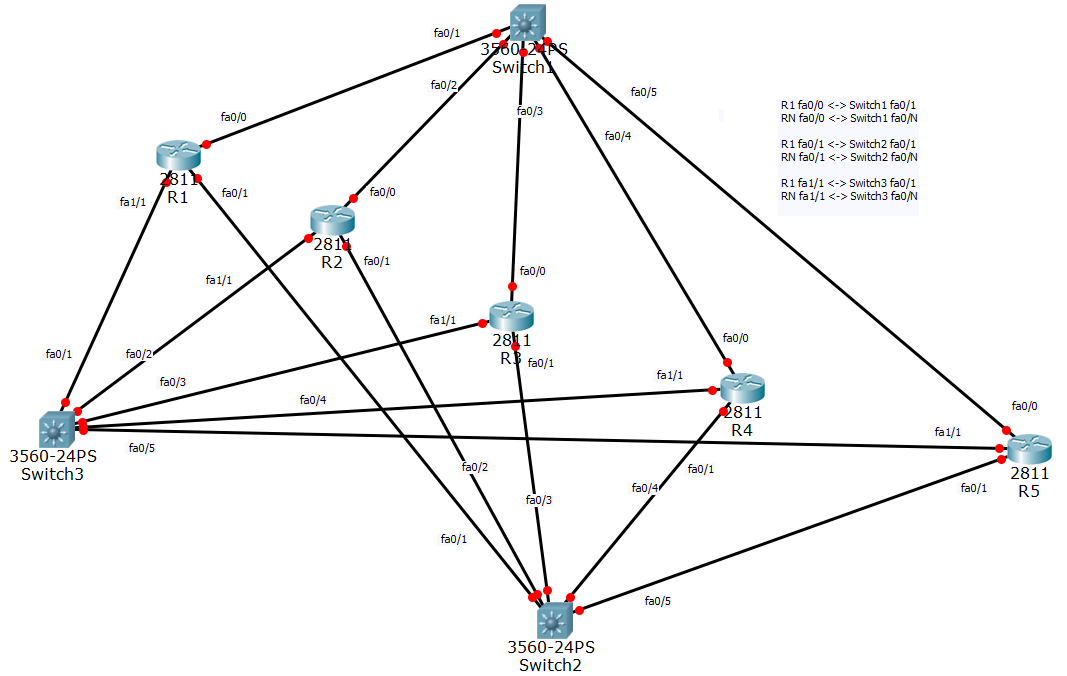 fa0/1
3560-24PS
Switch1
fa0/2
fa0/5
fa0/3
R1 fa0/0 <-> Switch1 fa0/1
RN fa0/0 <-> Switch1 fa0/N
fa0/0
fa0/4
R1 fa0/1 <-> Switch2 fa0/1
RN fa0/1 <-> Switch2 fa0/N
2811
R1
R1 fa1/1 <-> Switch3 fa0/1
RN fa1/1 <-> Switch3 fa0/N
fa1/1
fa0/1
fa0/0
2811
R2
fa0/1
fa1/1
fa0/0
fa1/1
2811
R3
fa0/0
fa0/1
fa0/2
fa0/1
fa0/3
fa1/1
fa0/4
2811
R4
fa0/0
fa1/1
fa0/5
3560-24PS
Switch3
fa0/2
fa0/1
2811
R5
fa0/4
fa0/1
fa0/3
fa0/1
fa0/5
3560-24PS
Switch2